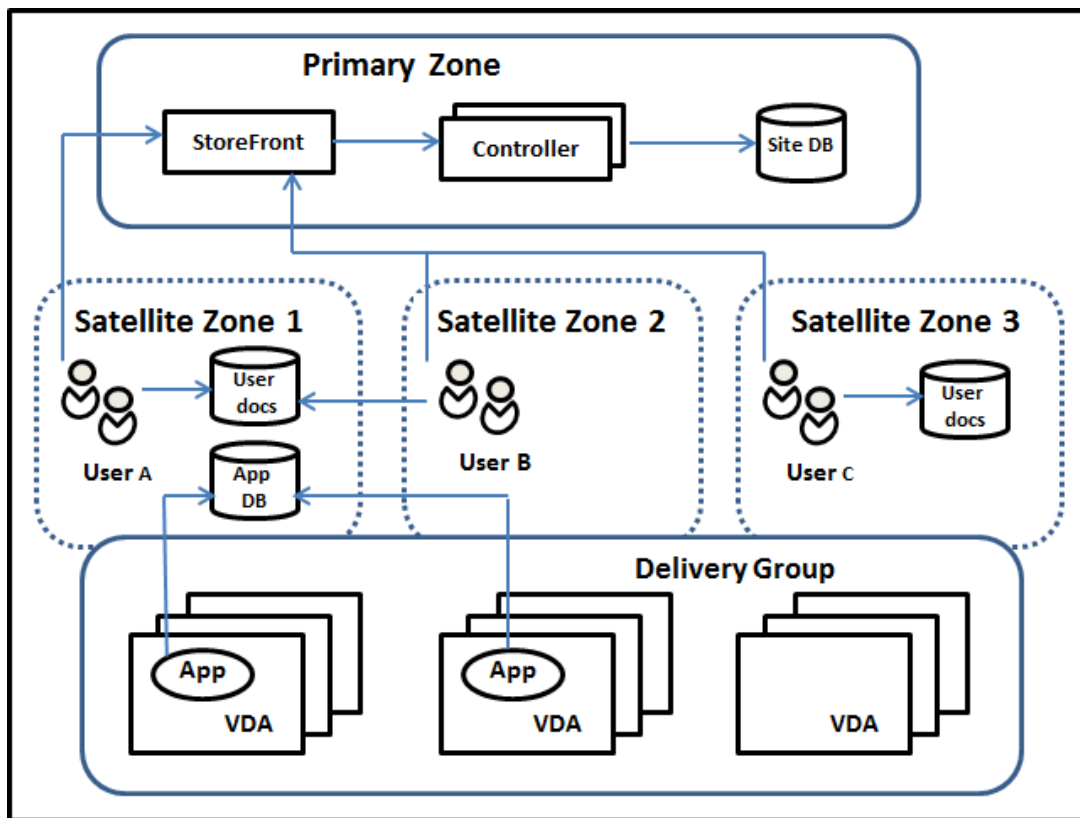 Primary Zone
StoreFront
Controller
Site DB
Satellite Zone 1
Satellite Zone 2
Satellite Zone 3
User
docs
User
docs
User A
User B
User C
App
DB
Delivery Group
App
VDA
App
VDA
VDA